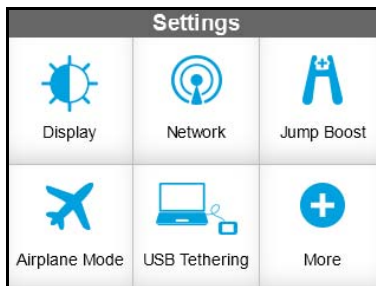 Settings
Display
Network
Jump Boost
Airplane Mode
USB Tethering
More